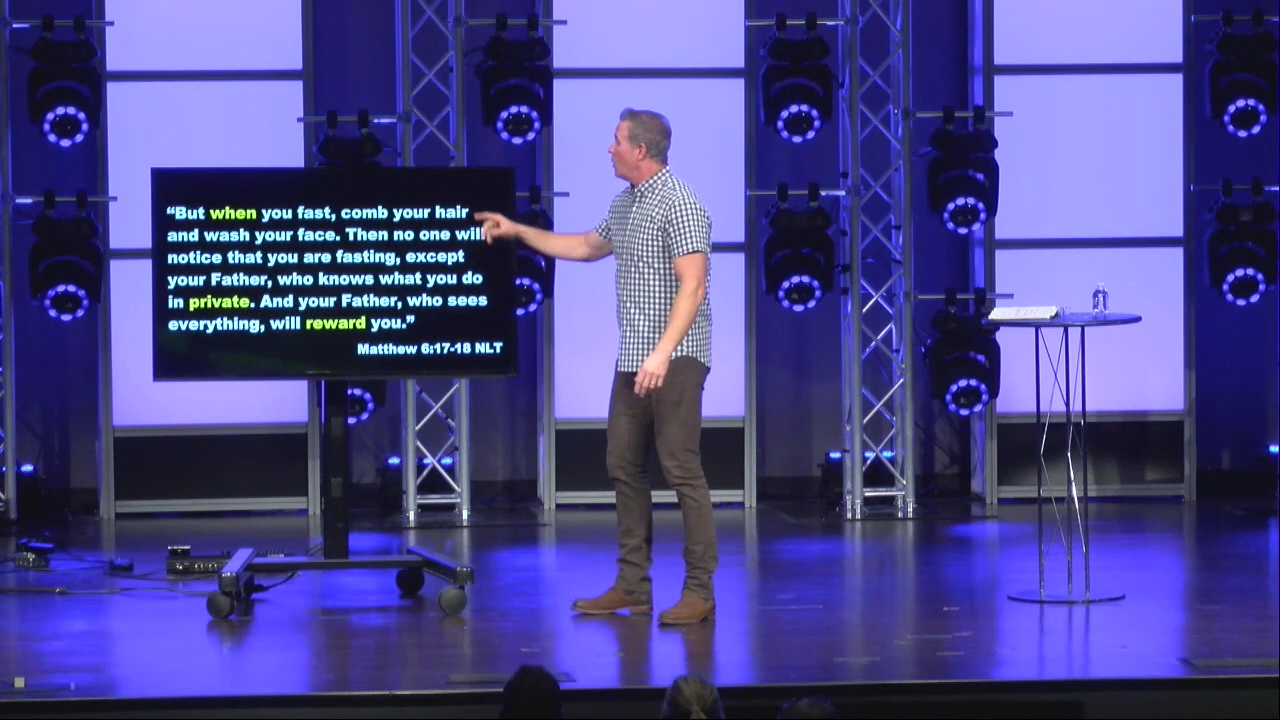 “But when you fast, comb your hair
and wash your face. Then no one will
notice that you are fasting, except
your Father, who knows what you do
in private. And your Father, who sees
everything, will reward you.”
Matthew 6:17-18 NLT